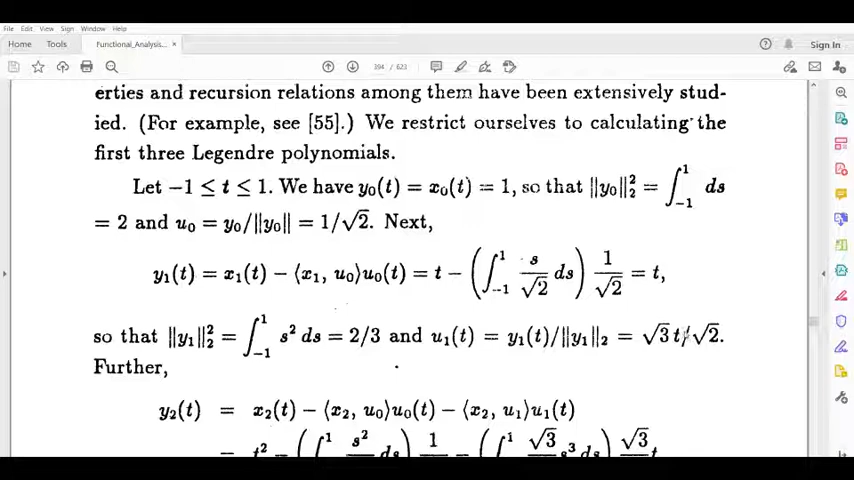 File Edit View Sign Window Help
Home Tools Functional_Analysis... × Sign In
394 / 623
erties and recursion relations among them have been extensively stud-
ied. (For example, see [55].) We restrict ourselves to calculating the
first three Legendre polynomials.
Let −1 ≤ t ≤ 1. We have y₀(t) = x₀(t) = 1, so that ||y₀||₂² = ∫₋₁¹ ds
= 2 and u₀ = y₀/||y₀|| = 1/√2. Next,
y₁(t) = x₁(t) − ⟨x₁, u₀⟩u₀(t) = t − (∫₋₁¹ s/√2 ds) 1/√2 = t,
so that ||y₁||₂² = ∫₋₁¹ s² ds = 2/3 and u₁(t) = y₁(t)/||y₁||₂ = √3 t/√2.
Further,
y₂(t) = x₂(t) − ⟨x₂, u₀⟩u₀(t) − ⟨x₂, u₁⟩u₁(t)